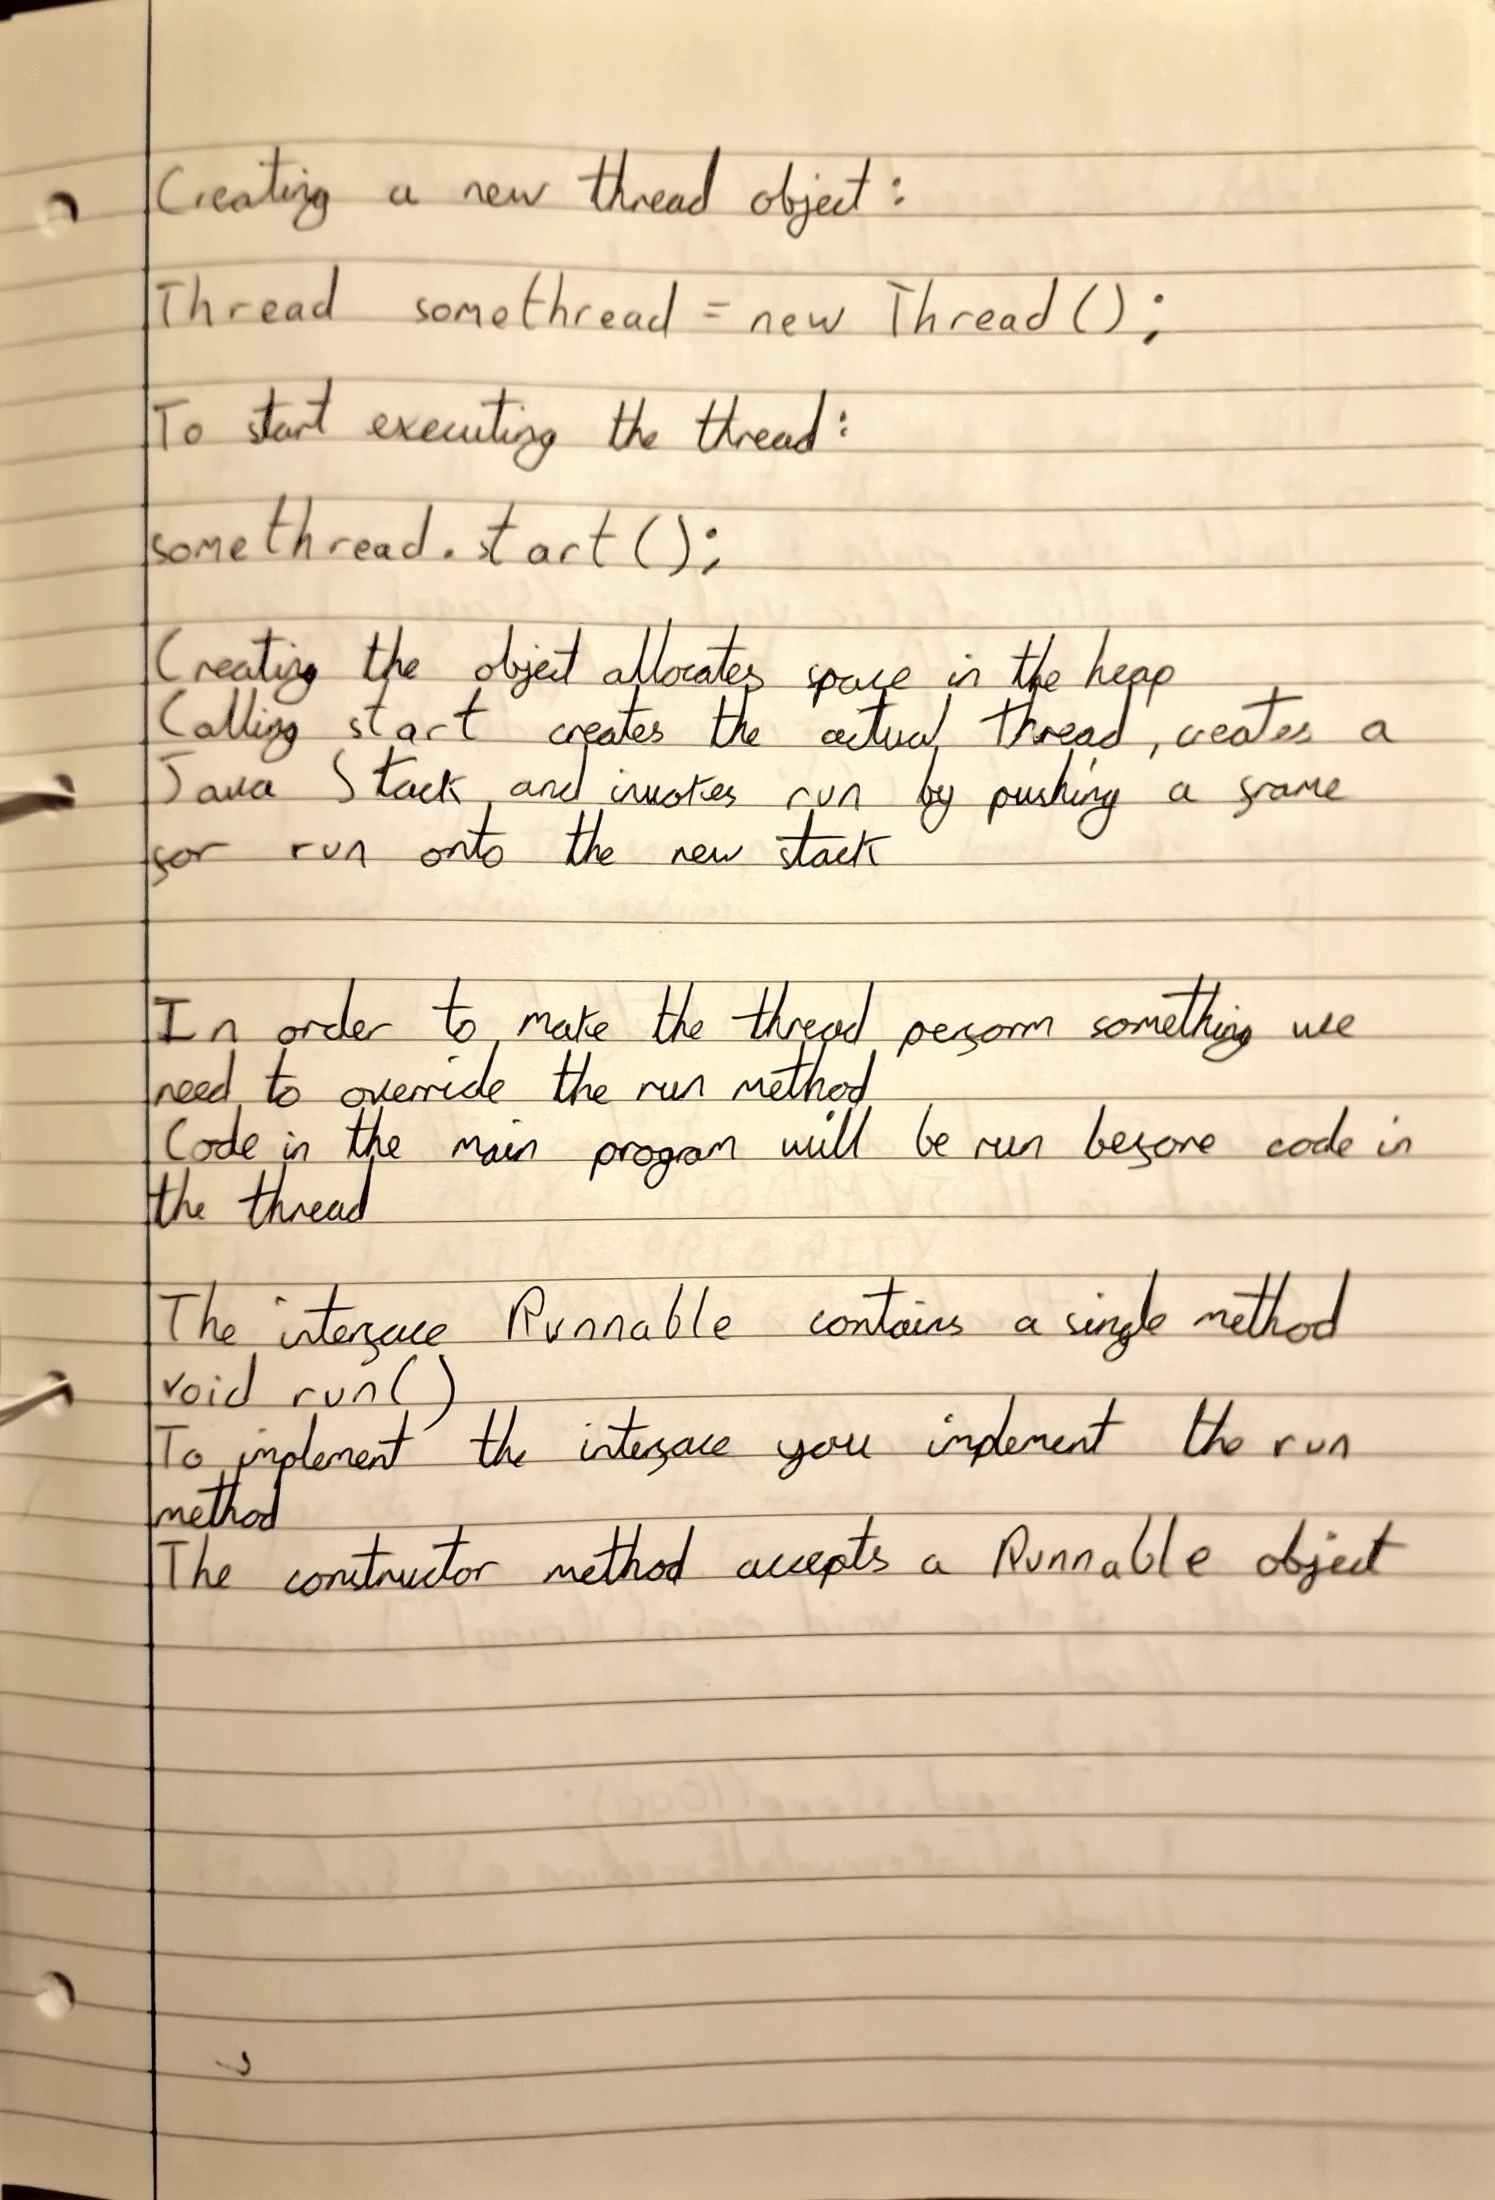 Creating a new thread object:
Thread somethread = new Thread();
To start executing the thread:
somethread.start();
Creating the object allocates space in the heap
Calling start creates the actual thread, creates a
Java Stack, and invokes run by pushing a frame
for run onto the new stack
In order to make the thread perform something we
need to override the run method
Code in the main program will be run before code in
the thread
The interface Runnable contains a single method
void run()
To implement the interface you implement the run
method
The constructor method accepts a Runnable object